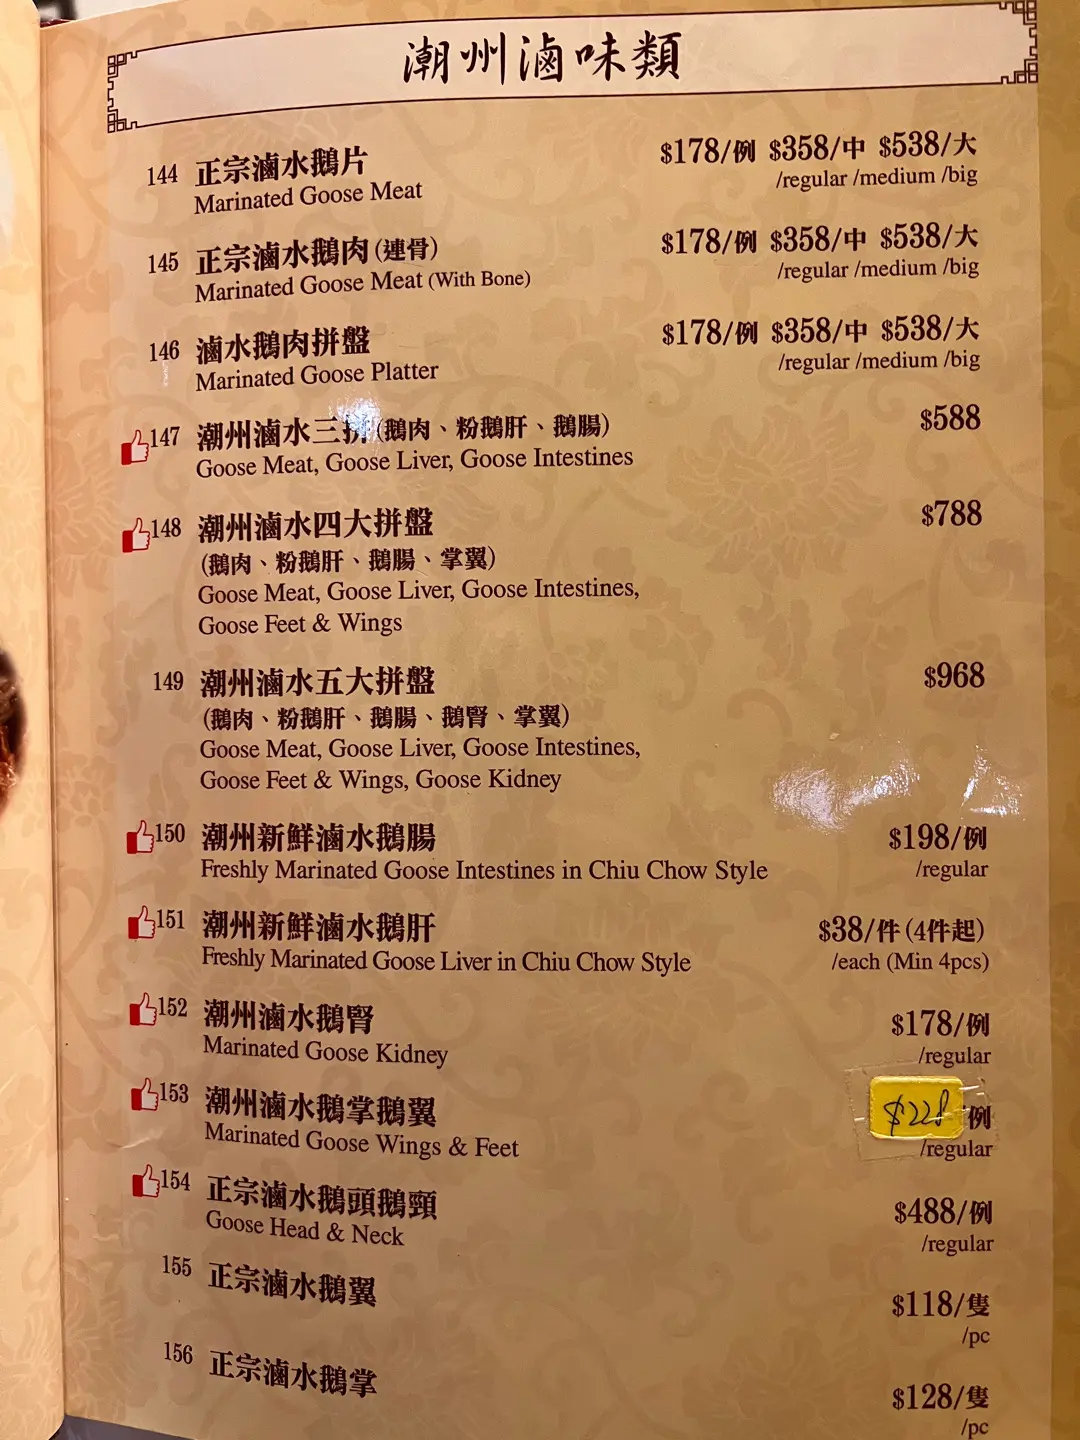 潮州滷味類
144 正宗滷水鵝片 $178/例 $358/中 $538/大
Marinated Goose Meat /regular /medium /big
145 正宗滷水鵝肉(連骨) $178/例 $358/中 $538/大
Marinated Goose Meat (With Bone) /regular /medium /big
146 滷水鵝肉拼盤 $178/例 $358/中 $538/大
Marinated Goose Platter /regular /medium /big
147 潮州滷水三拼(鵝肉、粉鵝肝、鵝腸) $588
Goose Meat, Goose Liver, Goose Intestines
148 潮州滷水四大拼盤 $788
(鵝肉、粉鵝肝、鵝腸、掌翼)
Goose Meat, Goose Liver, Goose Intestines,
Goose Feet & Wings
149 潮州滷水五大拼盤 $968
(鵝肉、粉鵝肝、鵝腸、鵝腎、掌翼)
Goose Meat, Goose Liver, Goose Intestines,
Goose Feet & Wings, Goose Kidney
150 潮州新鮮滷水鵝腸 $198/例
Freshly Marinated Goose Intestines in Chiu Chow Style /regular
151 潮州新鮮滷水鵝肝 $38/件(4件起)
Freshly Marinated Goose Liver in Chiu Chow Style /each (Min 4pcs)
152 潮州滷水鵝腎 $178/例
Marinated Goose Kidney /regular
153 潮州滷水鵝掌鵝翼 $228 例
Marinated Goose Wings & Feet /regular
154 正宗滷水鵝頭鵝頸 $488/例
Goose Head & Neck /regular
155 正宗滷水鵝翼 $118/隻
/pc
156 正宗滷水鵝掌 $128/隻
/pc